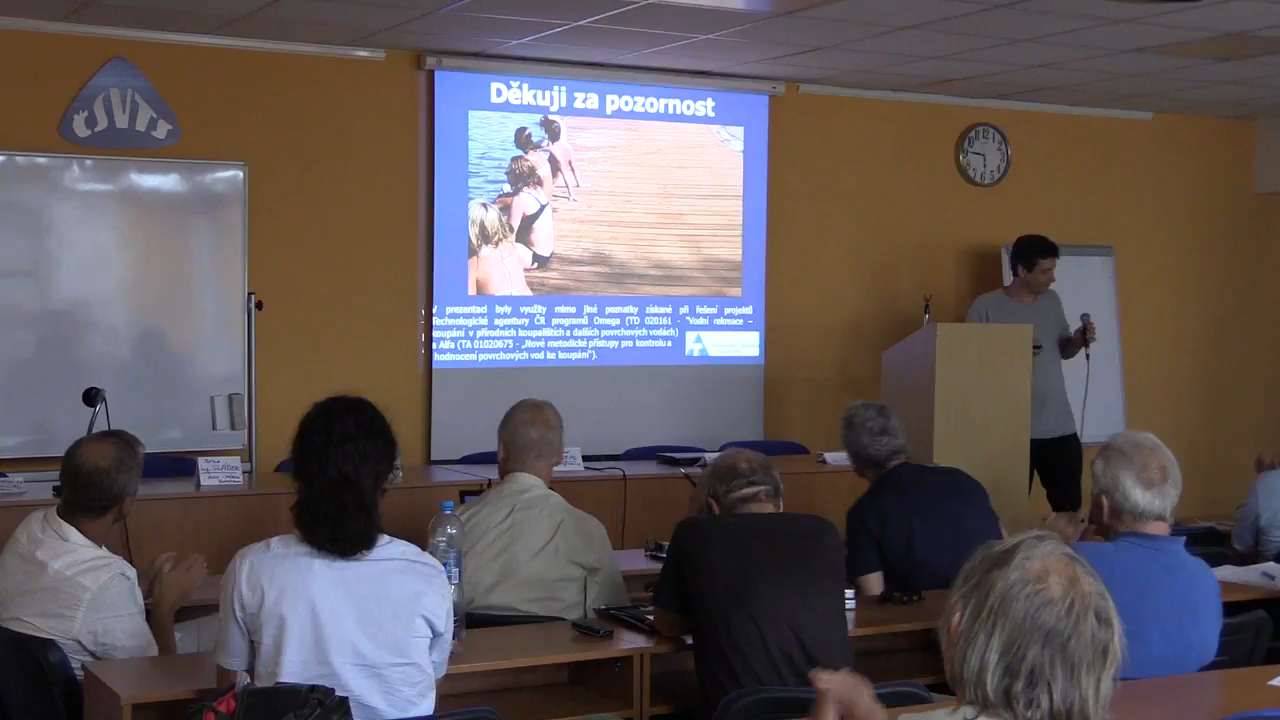 ČSVTS
Děkuji za pozornost
V prezentaci byly využity mimo jiné poznatky získané při řešení projektů
Technologické agentury ČR programů Omega (TD 020161 - "Vodní rekreace –
koupání v přírodních koupalištích a dalších povrchových vodách)
a Alfa (TA 01020675 - „Nové metodické přístupy pro kontrolu a
hodnocení povrchových vod ke koupání").